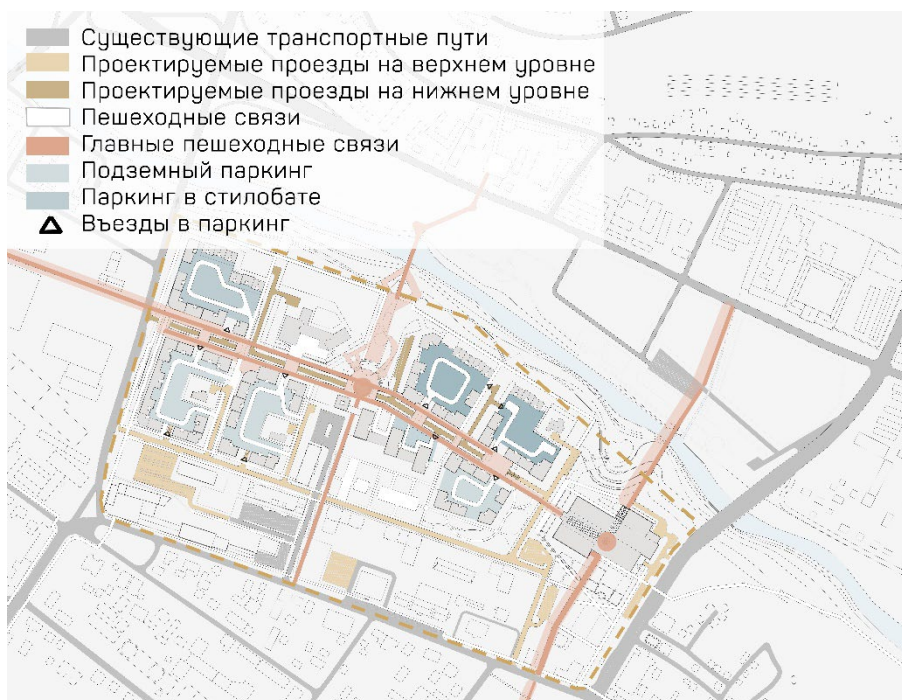 Существующие транспортные пути
Проектируемые проезды на верхнем уровне
Проектируемые проезды на нижнем уровне
Пешеходные связи
Главные пешеходные связи
Подземный паркинг
Паркинг в стилобате
Въезды в паркинг